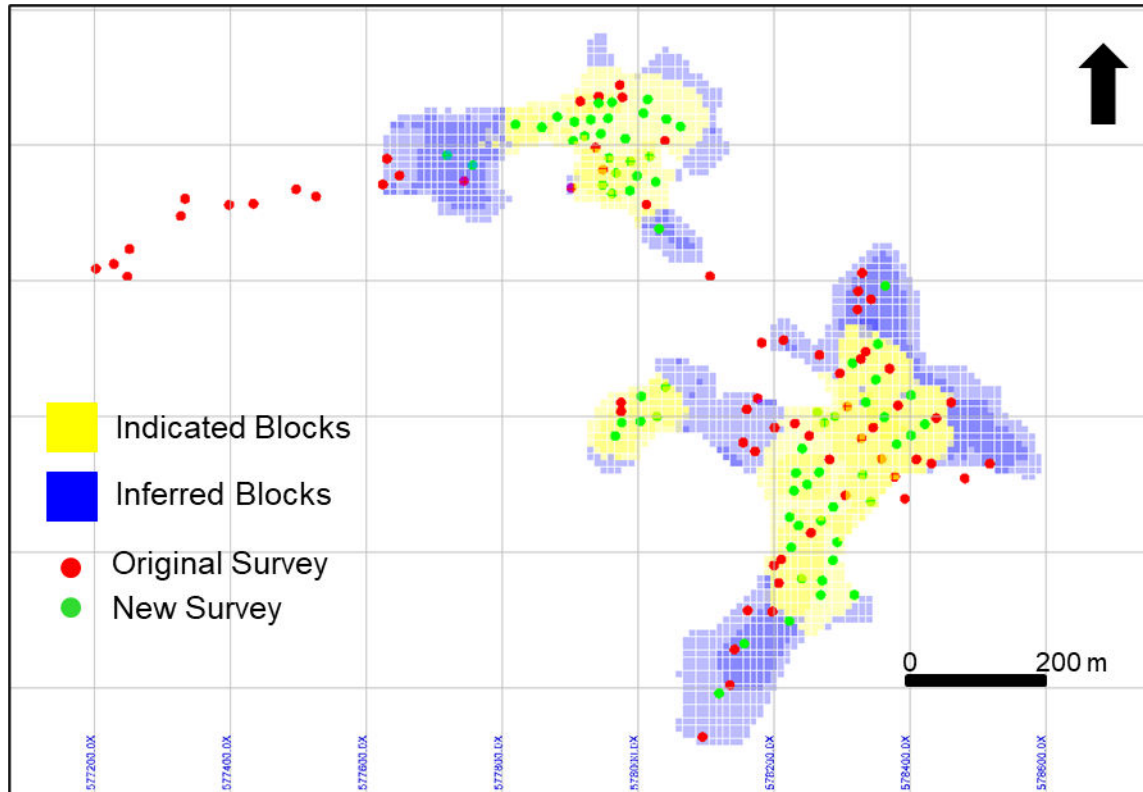 Indicated Blocks
Inferred Blocks
Original Survey
New Survey
0 200 m
577200.0X
577400.0X
577600.0X
577800.0X
578000.0X
578200.0X
578400.0X
578600.0X